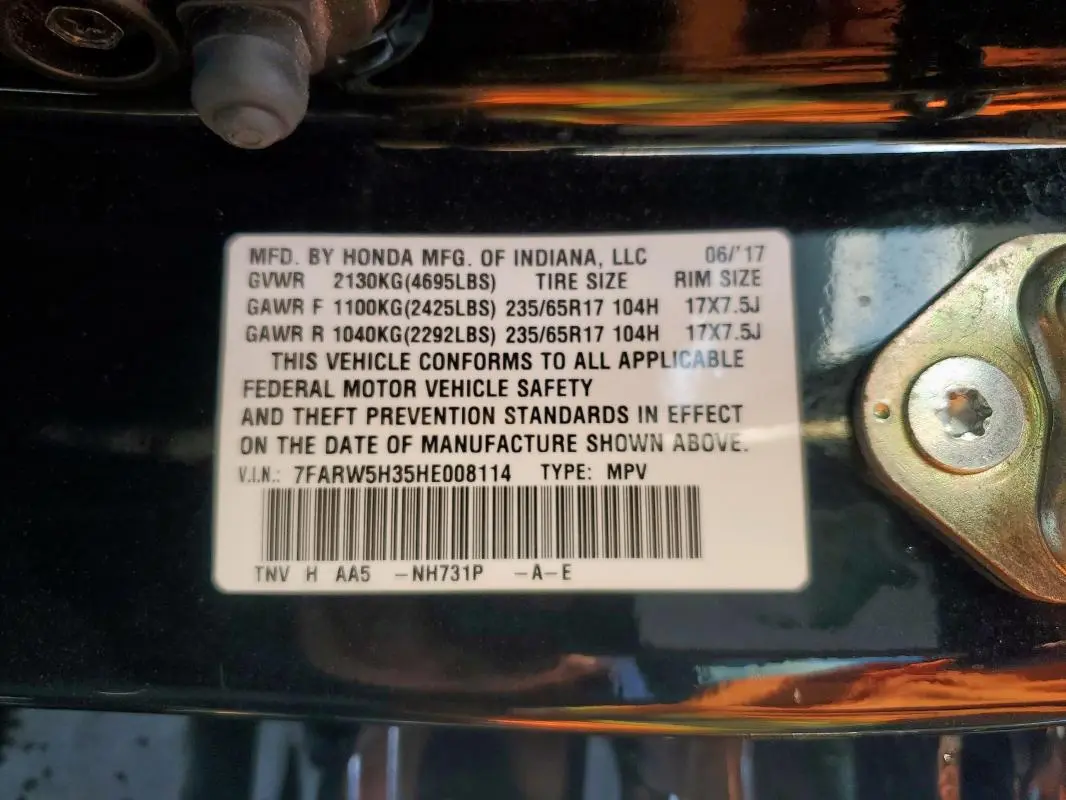 MFD. BY HONDA MFG. OF INDIANA, LLC 06/'17
GVWR 2130KG(4695LBS) TIRE SIZE RIM SIZE
GAWR F 1100KG(2425LBS) 235/65R17 104H 17X7.5J
GAWR R 1040KG(2292LBS) 235/65R17 104H 17X7.5J
THIS VEHICLE CONFORMS TO ALL APPLICABLE
FEDERAL MOTOR VEHICLE SAFETY
AND THEFT PREVENTION STANDARDS IN EFFECT
ON THE DATE OF MANUFACTURE SHOWN ABOVE.
V.I.N.: 7FARW5H35HE008114 TYPE: MPV
TNV H AA5 -NH731P -A-E